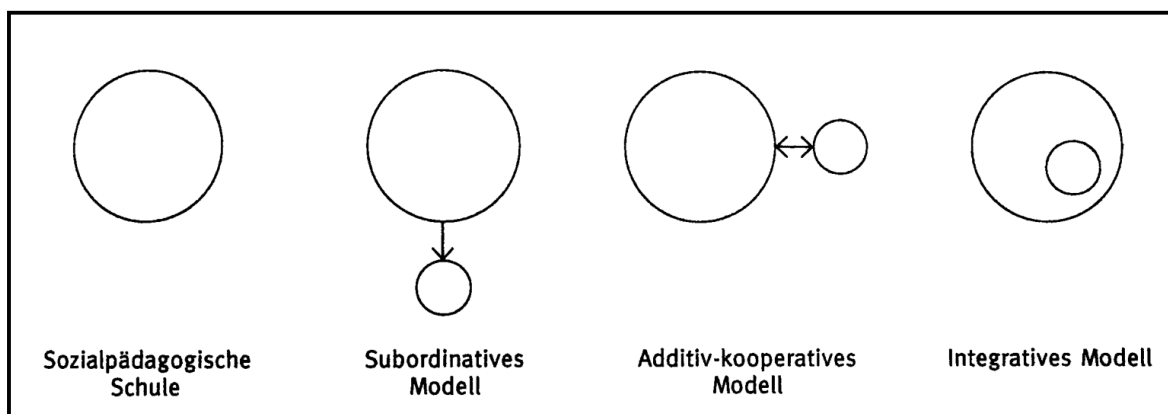 Sozialpädagogische
Schule
Subordinatives
Modell
Additiv-kooperatives
Modell
Integratives Modell